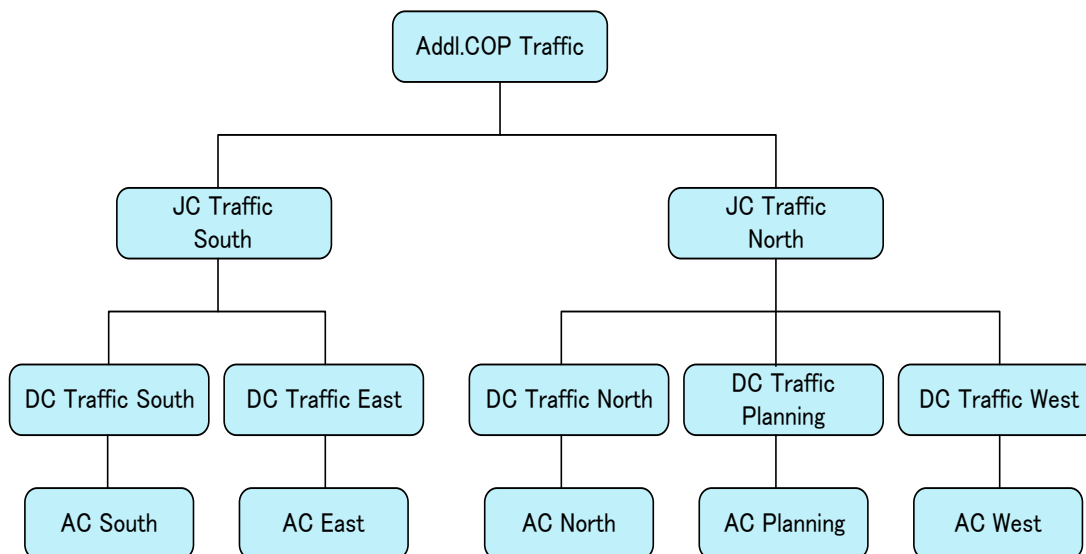 Addl.COP Traffic
JC Traffic
South
JC Traffic
North
DC Traffic South
DC Traffic East
DC Traffic North
DC Traffic
Planning
DC Traffic West
AC South
AC East
AC North
AC Planning
AC West